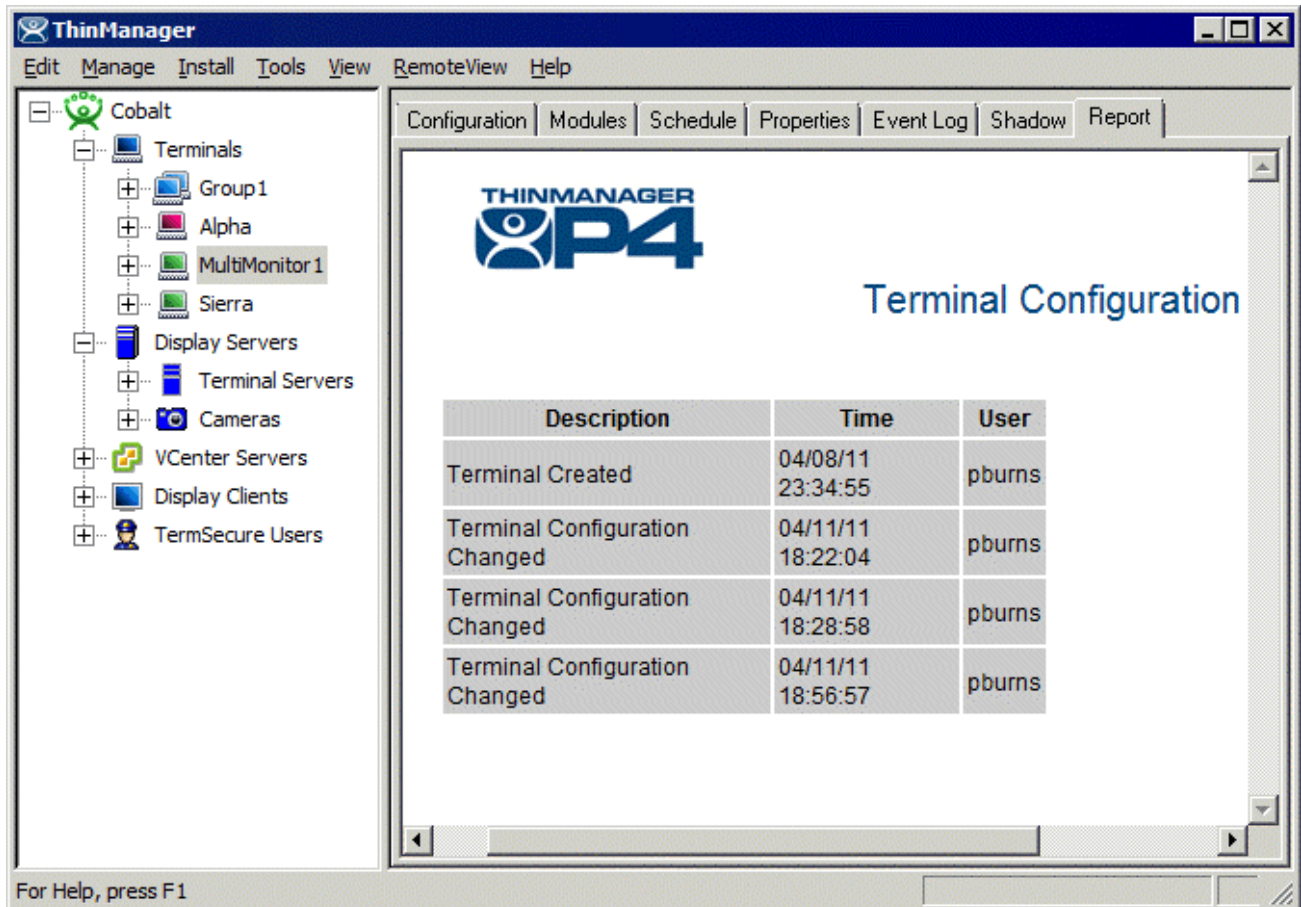 ThinManager
Edit Manage Install Tools View RemoteView Help
Cobalt
Terminals
Group1
Alpha
MultiMonitor1
Sierra
Display Servers
Terminal Servers
Cameras
VCenter Servers
Display Clients
TermSecure Users
Configuration Modules Schedule Properties Event Log Shadow Report
THINMANAGER
P4
Terminal Configuration
Description Time User
Terminal Created 04/08/11 23:34:55 pburns
Terminal Configuration Changed 04/11/11 18:22:04 pburns
Terminal Configuration Changed 04/11/11 18:28:58 pburns
Terminal Configuration Changed 04/11/11 18:56:57 pburns
For Help, press F1